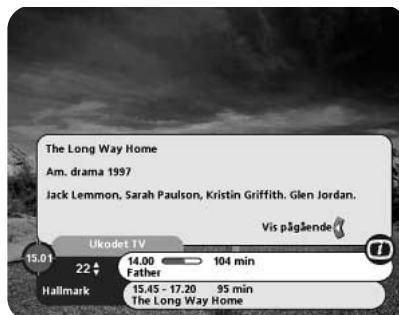 The Long Way Home
Am. drama 1997
Jack Lemmon, Sarah Paulson, Kristin Griffith. Glen Jordan.
Vis pågående
Ukodet TV
i
15.01
14.00 104 min
22
Father
Hallmark
15.45 - 17.20 95 min
The Long Way Home